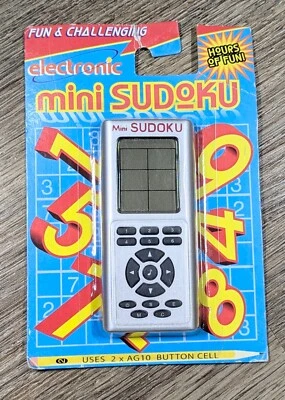 FUN & CHALLENGING
electronic
HOURS
OF FUN!
mini SUDOKU
Mini SUDOKU
USES 2 x AG10 BUTTON CELL